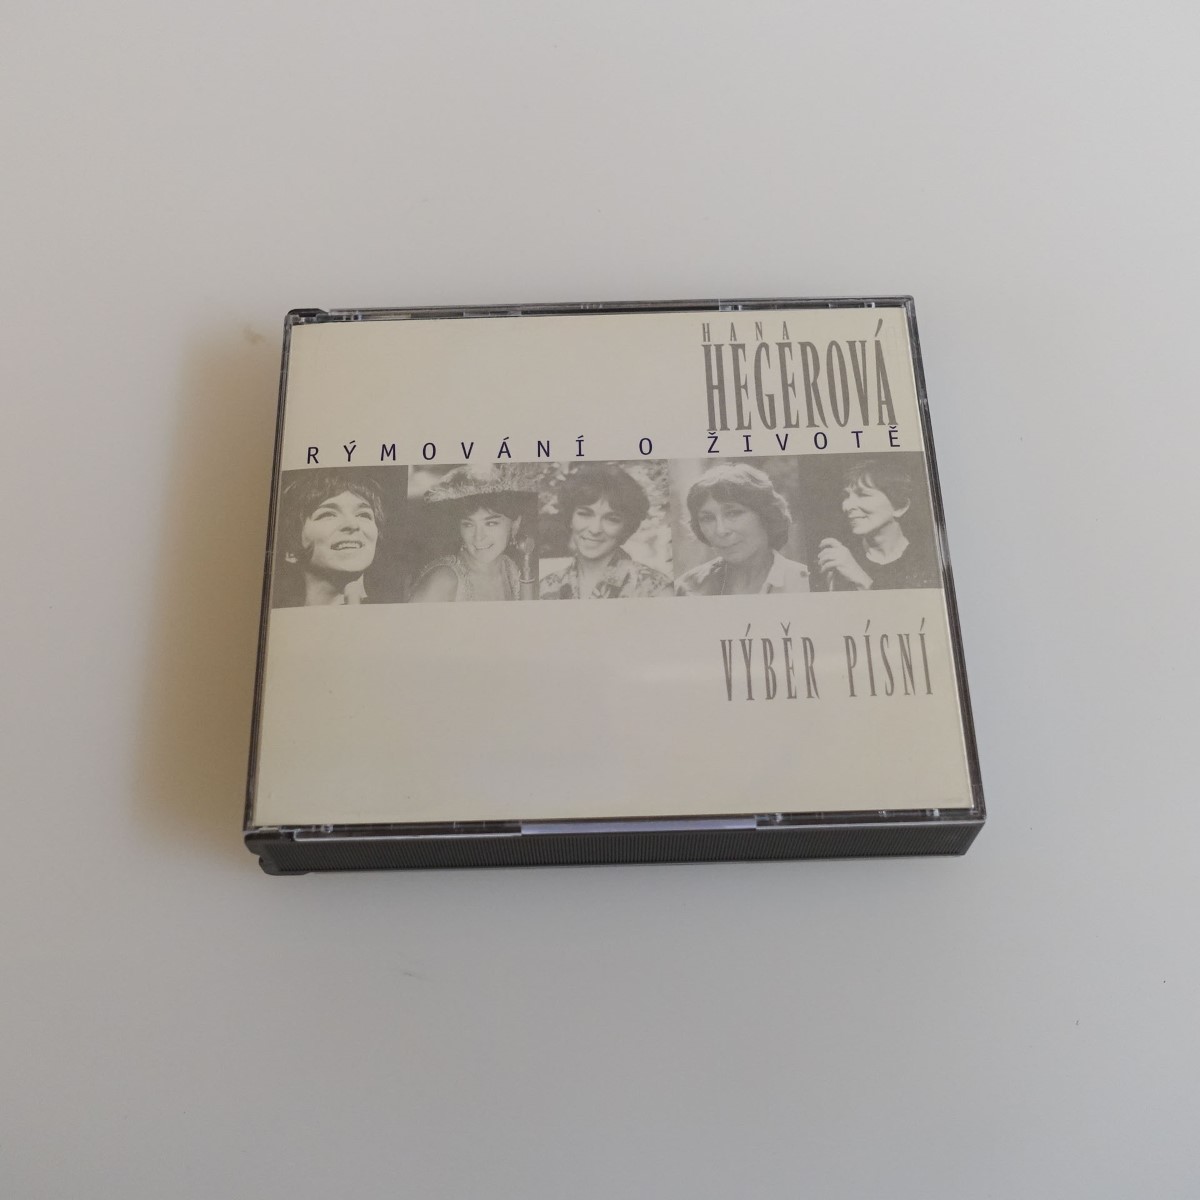 HANA
HEGEROVÁ
RÝMOVÁNÍ O ŽIVOTĚ
VÝBĚR PÍSNÍ